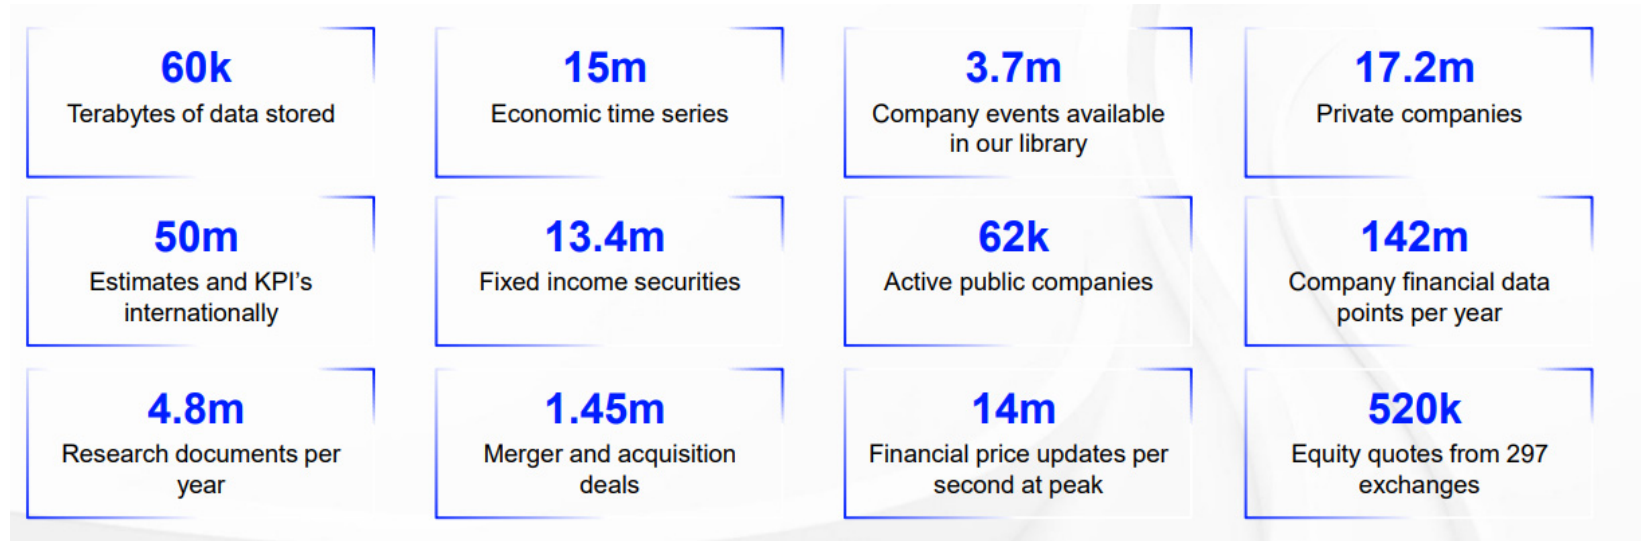 60k
Terabytes of data stored
15m
Economic time series
3.7m
Company events available
in our library
17.2m
Private companies
50m
Estimates and KPI’s
internationally
13.4m
Fixed income securities
62k
Active public companies
142m
Company financial data
points per year
4.8m
Research documents per
year
1.45m
Merger and acquisition
deals
14m
Financial price updates per
second at peak
520k
Equity quotes from 297
exchanges